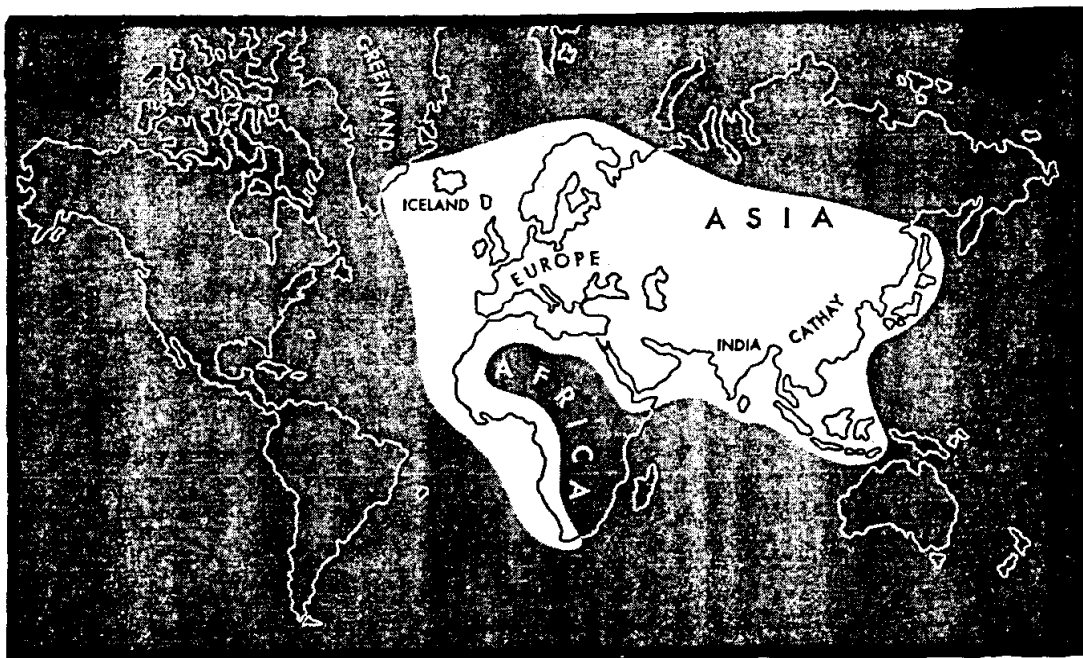 GREENLAND
ICELAND
ASIA
EUROPE
INDIA
CATHAY
AFRICA